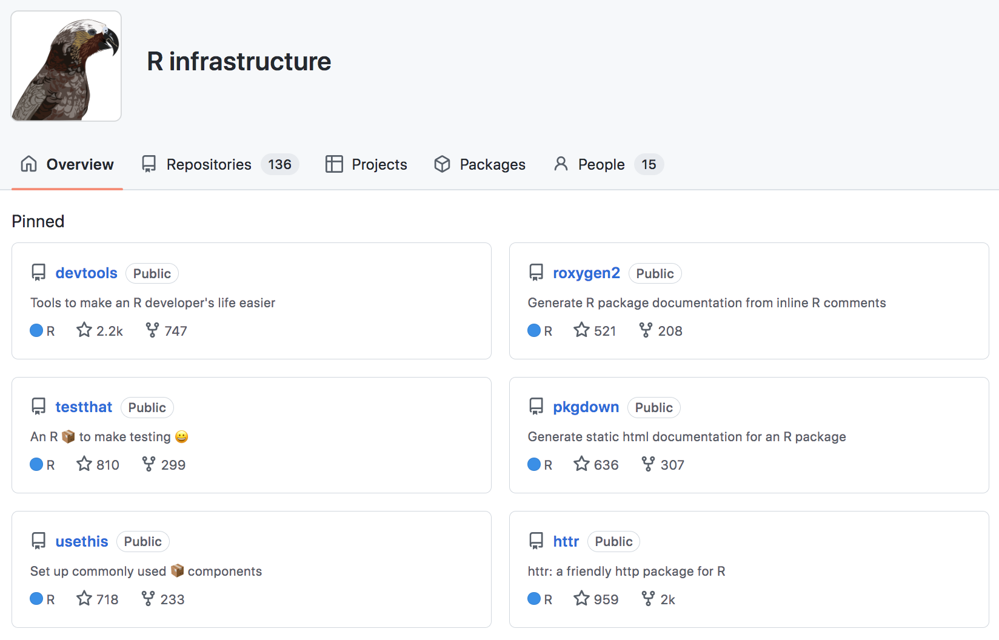 R infrastructure
Overview Repositories 136 Projects Packages People 15
Pinned
devtools Public
Tools to make an R developer's life easier
R 2.2k 747
roxygen2 Public
Generate R package documentation from inline R comments
R 521 208
testthat Public
An R 📦 to make testing 😀
R 810 299
pkgdown Public
Generate static html documentation for an R package
R 636 307
usethis Public
Set up commonly used 📦 components
R 718 233
httr Public
httr: a friendly http package for R
R 959 2k